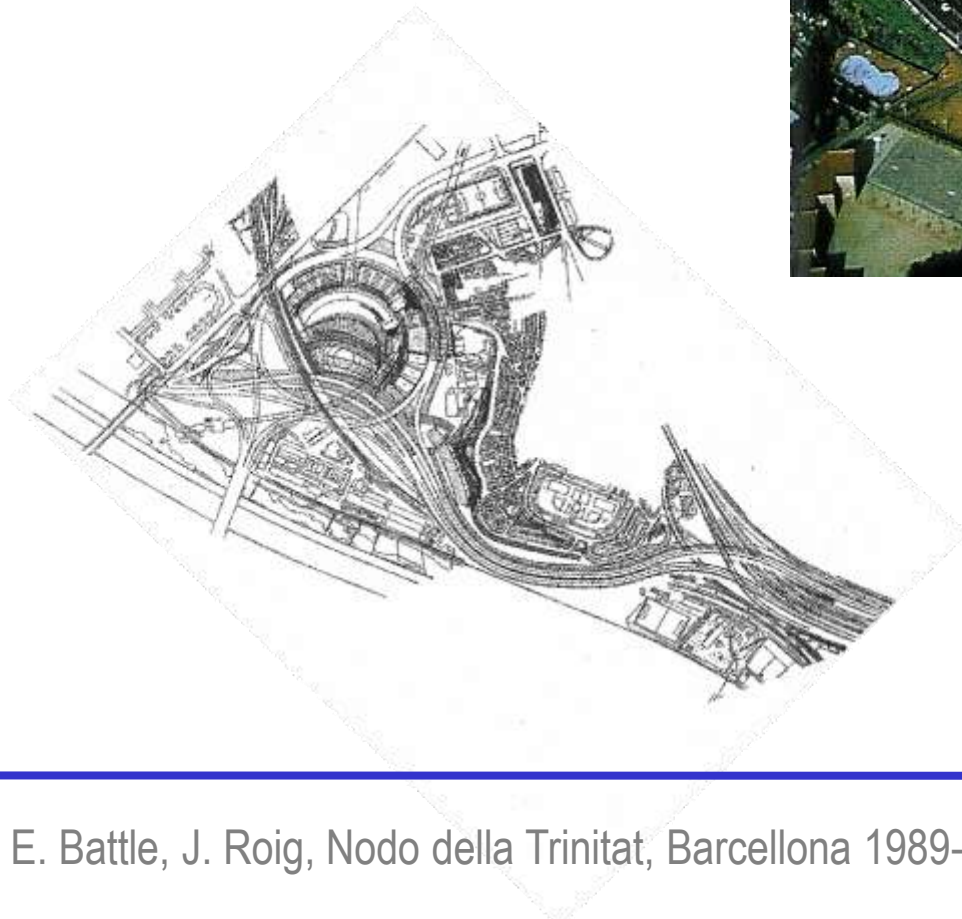 E. Battle, J. Roig, Nodo della Trinitat, Barcellona 1989-